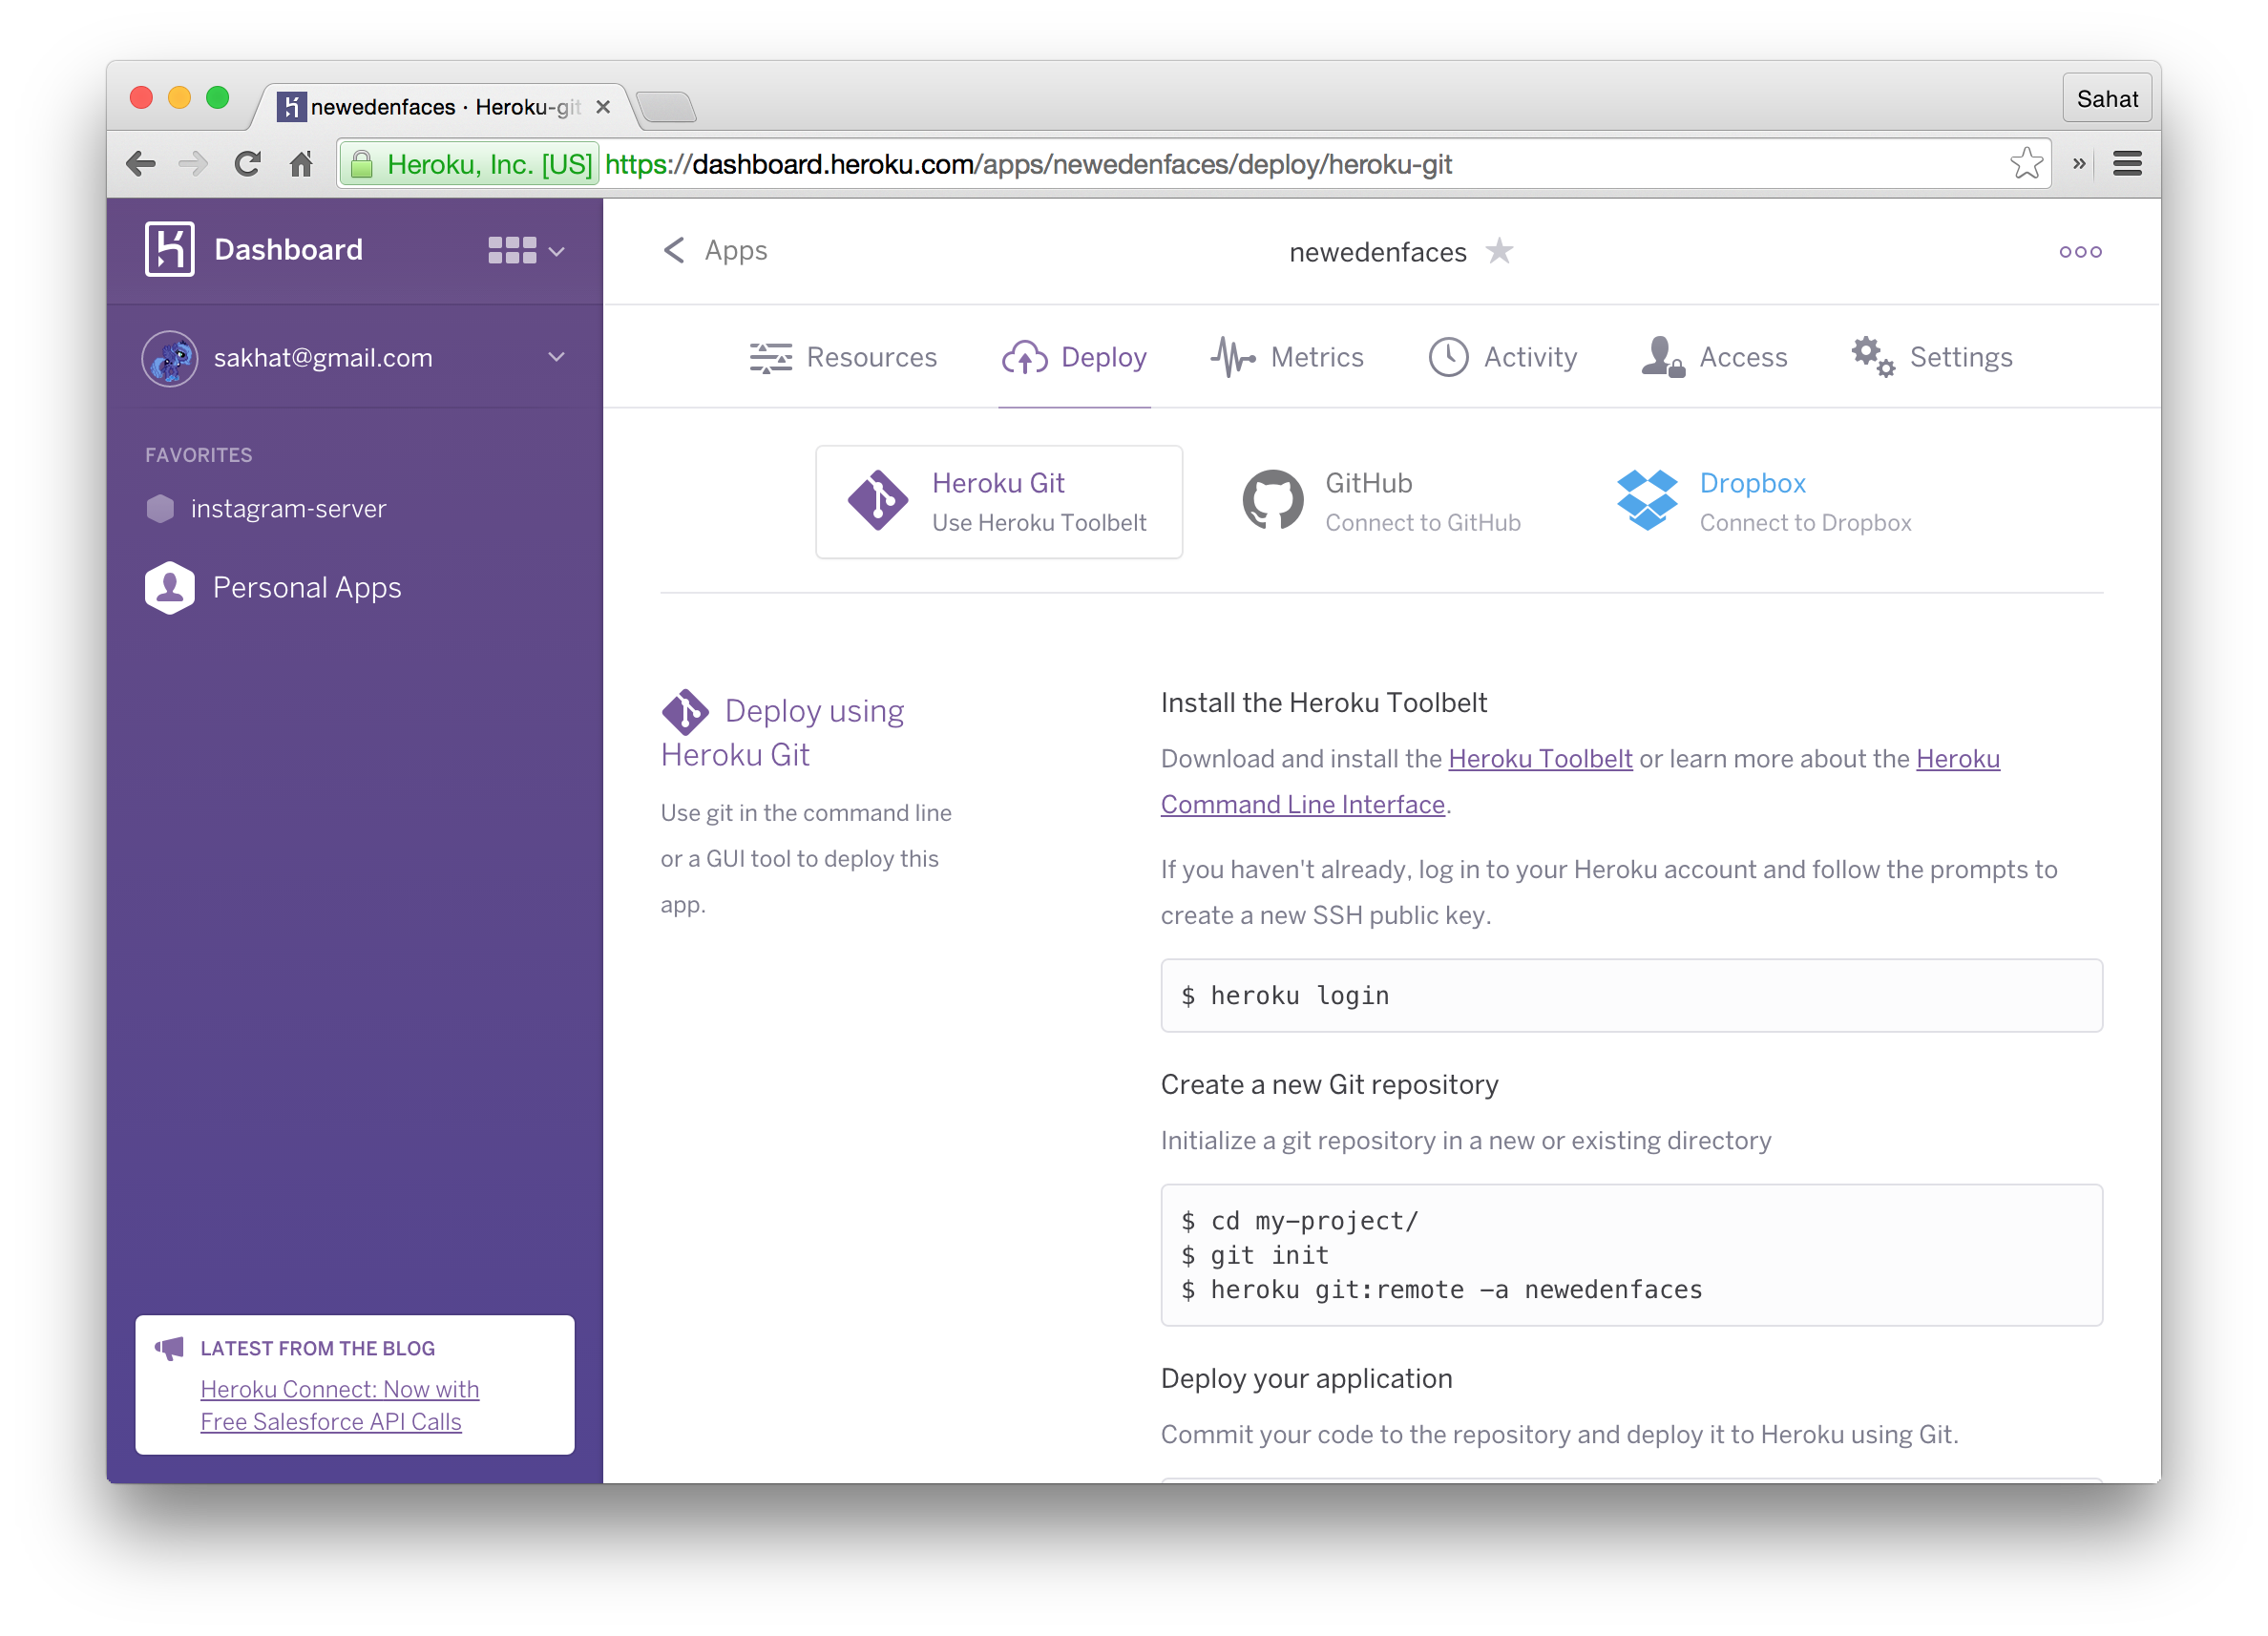 newedenfaces · Heroku-git
Sahat
Heroku, Inc. [US] https://dashboard.heroku.com/apps/newedenfaces/deploy/heroku-git
Dashboard
sakhat@gmail.com
FAVORITES
instagram-server
Personal Apps
LATEST FROM THE BLOG
Heroku Connect: Now with
Free Salesforce API Calls
Apps
newedenfaces
Resources
Deploy
Metrics
Activity
Access
Settings
Heroku Git
Use Heroku Toolbelt
GitHub
Connect to GitHub
Dropbox
Connect to Dropbox
Deploy using
Heroku Git
Use git in the command line
or a GUI tool to deploy this
app.
Install the Heroku Toolbelt
Download and install the Heroku Toolbelt or learn more about the Heroku
Command Line Interface.
If you haven't already, log in to your Heroku account and follow the prompts to
create a new SSH public key.
$ heroku login
Create a new Git repository
Initialize a git repository in a new or existing directory
$ cd my-project/
$ git init
$ heroku git:remote -a newedenfaces
Deploy your application
Commit your code to the repository and deploy it to Heroku using Git.